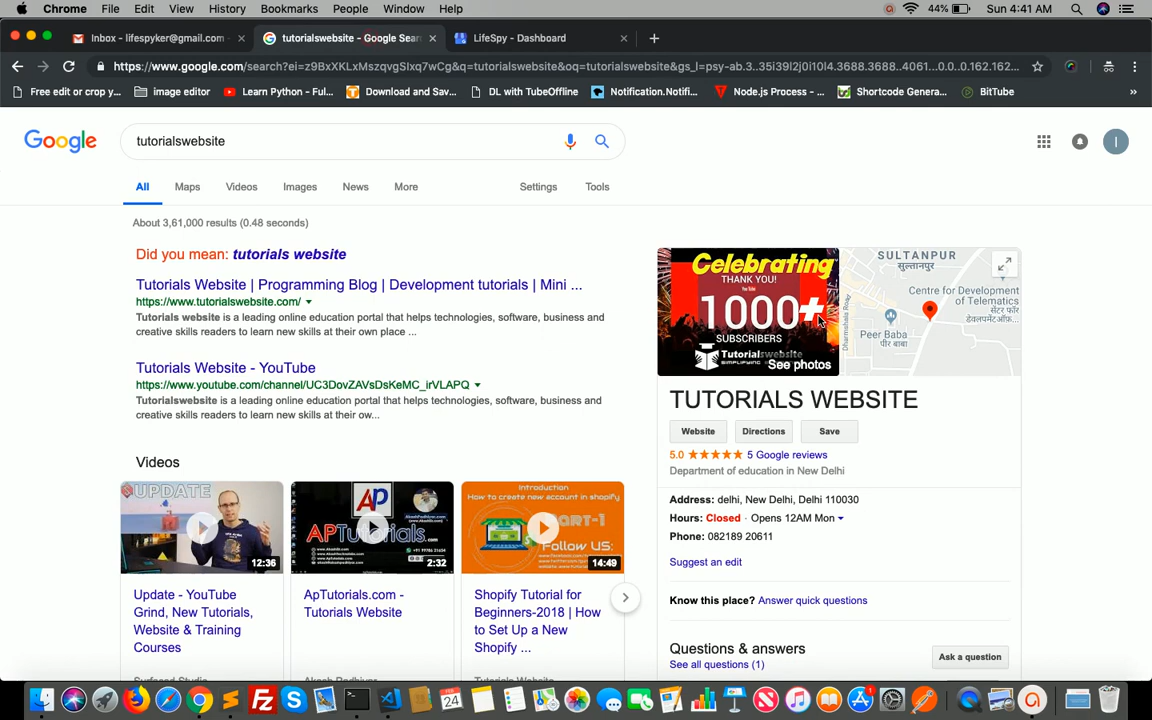 Chrome File Edit View History Bookmarks People Window Help 44% Sun 4:41 AM
Inbox - lifespyker@gmail.com - tutorialswebsite - Google Sear LifeSpy - Dashboard
https://www.google.com/search?ei=z9BxXKLxMszqvgSIxq7wCg&q=tutorialswebsite&oq=tutorialswebsite&gs_l=psy-ab.3..35i39l2j0i10l4.3688.3688..4061...0.0..0.162.162...
Free edit or crop y... image editor Learn Python - Ful... Download and Sav... DL with TubeOffline Notification.Notifi... Node.js Process - ... Shortcode Genera... BitTube »
Google tutorialswebsite I
All Maps Videos Images News More Settings Tools
About 3,61,000 results (0.48 seconds)
Did you mean: tutorials website
Tutorials Website | Programming Blog | Development tutorials | Mini ...
https://www.tutorialswebsite.com/
Tutorials website is a leading online education portal that helps technologies, software, business and
creative skills readers to learn new skills at their own place ...
Tutorials Website - YouTube
https://www.youtube.com/channel/UC3DovZAVsDsKeMC_irVLAPQ
Tutorialswebsite is a leading online education portal that helps technologies, software, business and
creative skills readers to learn new skills at their ow...
Videos
UPDATE
12:36
Update - YouTube
Grind, New Tutorials,
Website & Training
Courses
AP
APTutorials.com
2:32
ApTutorials.com -
Tutorials Website
Introduction
How to create new account in shopify
PART-1
FOLLOW US:
14:49
Shopify Tutorial for
Beginners-2018 | How
to Set Up a New
Shopify ...
Celebrating
THANK YOU!
1000+
SUBSCRIBERS
Tutorialswebsite
See photos
SULTANPUR
सुल्तानपुर
Centre for Development
of Telematics
Dharmshala Road
Peer Baba
पीर बाबा
TUTORIALS WEBSITE
Website Directions Save
5.0 5 Google reviews
Department of education in New Delhi
Address: delhi, New Delhi, Delhi 110030
Hours: Closed · Opens 12AM Mon
Phone: 082189 20611
Suggest an edit
Know this place? Answer quick questions
Questions & answers
See all questions (1)
Ask a question
24
1